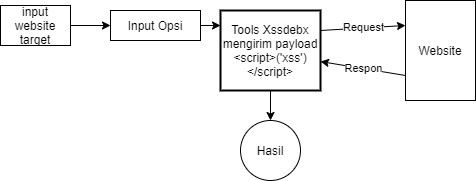 input
website
target
Input Opsi
Tools Xssdebx
mengirim payload
<script>('xss')
</script>
Request
Respon
Website
Hasil